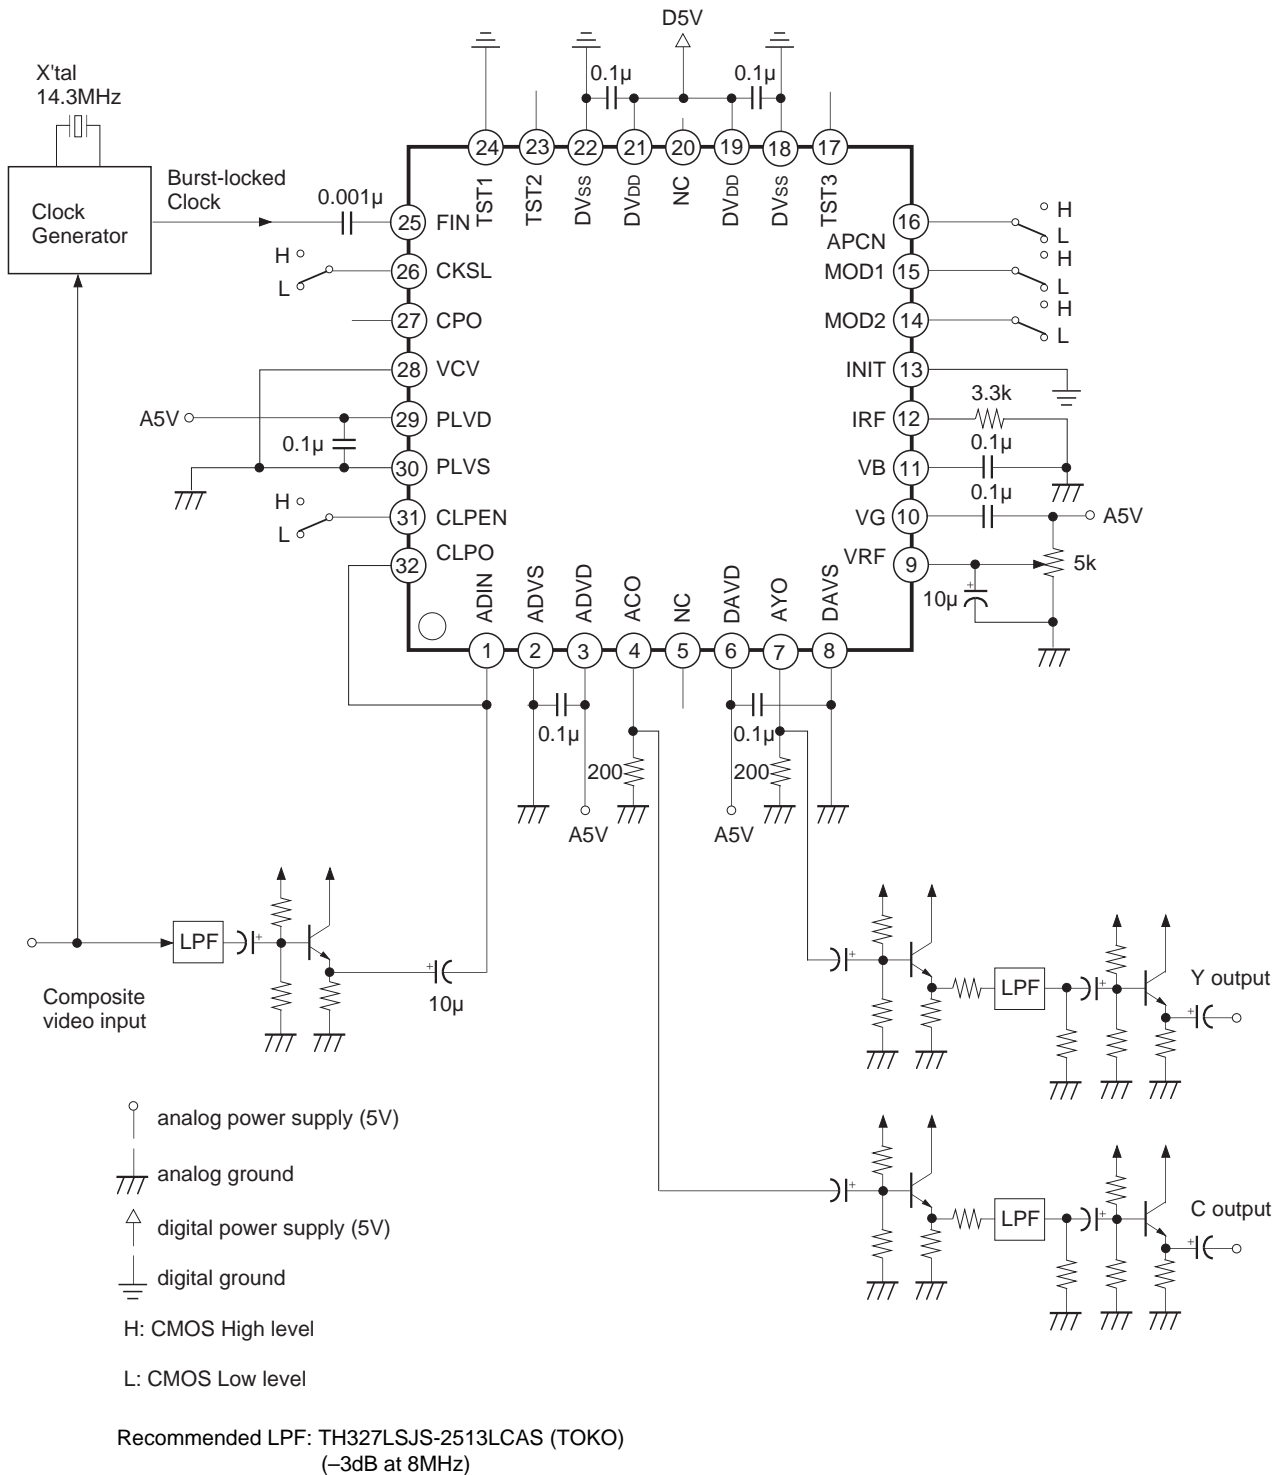 D5V
X'tal
14.3MHz
0.1µ
0.1µ
24
23
22
21
20
19
18
17
TST1
TST2
DVSS
DVDD
NC
DVDD
DVSS
TST3
Burst-locked
Clock
Clock
Generator
0.001µ
25 FIN
H
L
26 CKSL
27 CPO
28 VCV
A5V
29 PLVD
0.1µ
30 PLVS
H
L
31 CLPEN
32 CLPO
16
APCN
H
L
MOD1 15
H
L
MOD2 14
H
L
INIT 13
IRF 12
3.3k
VB 11
0.1µ
VG 10
0.1µ
A5V
VRF 9
5k
10µ
ADIN
ADVS
ADVD
ACO
NC
DAVD
AYO
DAVS
1
2
3
4
5
6
7
8
0.1µ
0.1µ
200
200
A5V
A5V
LPF
10µ
Composite
video input
LPF
Y output
LPF
C output
analog power supply (5V)
analog ground
digital power supply (5V)
digital ground
H: CMOS High level
L: CMOS Low level
Recommended LPF: TH327LSJS-2513LCAS (TOKO)
(–3dB at 8MHz)